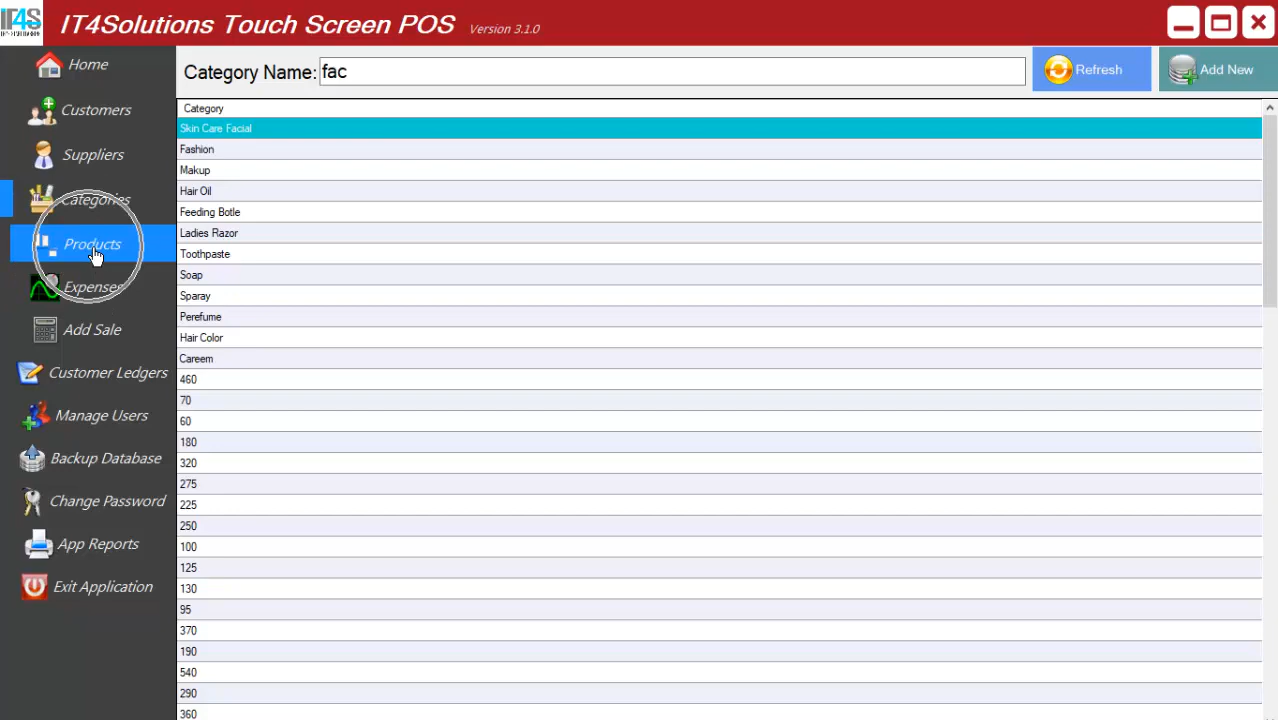 IT4S
IT4Solutions Touch Screen POS Version 3.1.0
Home
Customers
Suppliers
Categories
Products
Expenses
Add Sale
Customer Ledgers
Manage Users
Backup Database
Change Password
App Reports
Exit Application
Category Name: fac
Refresh
Add New
Category
Skin Care Facial
Fashion
Makup
Hair Oil
Feeding Botle
Ladies Razor
Toothpaste
Soap
Sparay
Perefume
Hair Color
Careem
460
70
60
180
320
275
225
250
100
125
130
95
370
190
540
290
360